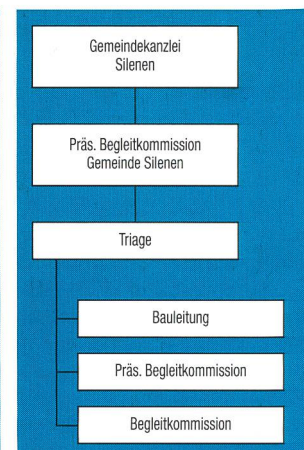 Gemeindekanzlei
Silenen
Präs. Begleitkommission
Gemeinde Silenen
Triage
Bauleitung
Präs. Begleitkommission
Begleitkommission